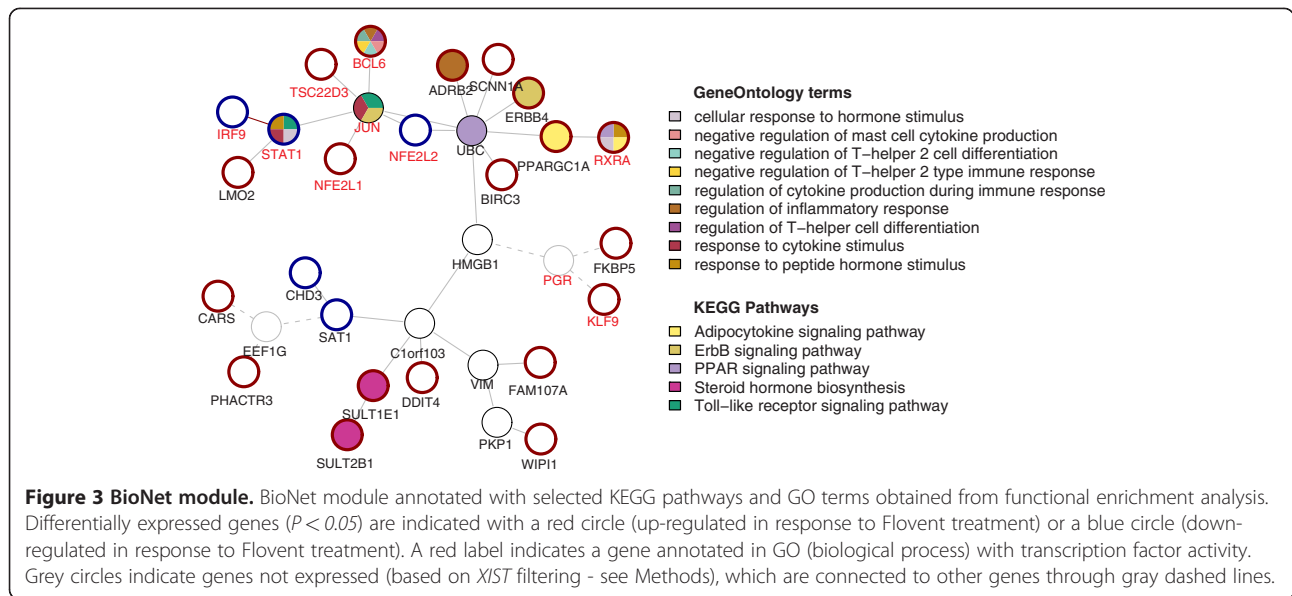 BCL6
TSC22D3
ADRB2
SCNN1A
ERBB4
IRF9
STAT1
JUN
NFE2L2
UBC
PPARGC1A
RXRA
LMO2
NFE2L1
BIRC3
HMGB1
PGR
FKBP5
KLF9
CHD3
CARS
SAT1
EEF1G
C1orf103
PHACTR3
VIM
FAM107A
SULT1E1
DDIT4
SULT2B1
PKP1
WIPI1
GeneOntology terms
cellular response to hormone stimulus
negative regulation of mast cell cytokine production
negative regulation of T−helper 2 cell differentiation
negative regulation of T−helper 2 type immune response
regulation of cytokine production during immune response
regulation of inflammatory response
regulation of T−helper cell differentiation
response to cytokine stimulus
response to peptide hormone stimulus
KEGG Pathways
Adipocytokine signaling pathway
ErbB signaling pathway
PPAR signaling pathway
Steroid hormone biosynthesis
Toll−like receptor signaling pathway
Figure 3 BioNet module. BioNet module annotated with selected KEGG pathways and GO terms obtained from functional enrichment analysis.
Differentially expressed genes (P < 0.05) are indicated with a red circle (up-regulated in response to Flovent treatment) or a blue circle (down-
regulated in response to Flovent treatment). A red label indicates a gene annotated in GO (biological process) with transcription factor activity.
Grey circles indicate genes not expressed (based on XIST filtering - see Methods), which are connected to other genes through gray dashed lines.